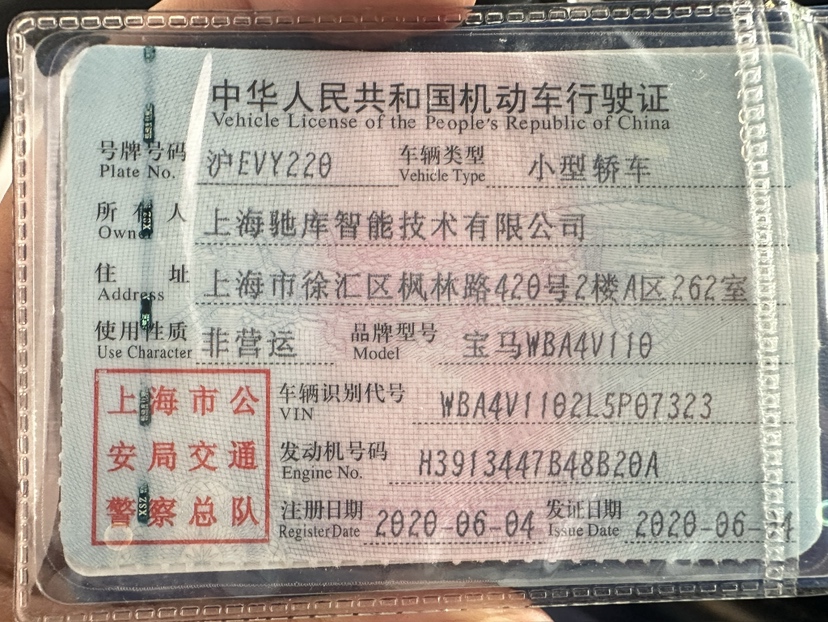 中华人民共和国机动车行驶证
Vehicle License of the People's Republic of China
号牌号码 沪EVY220 车辆类型 小型轿车
Plate No. Vehicle Type
所有人 上海驰库智能技术有限公司
Owner
住址 上海市徐汇区枫林路420号2楼A区262室
Address
使用性质 非营运 品牌型号 宝马WBA4V110
Use Character Model
上海市公安局交通警察总队
车辆识别代号 WBA4V1102L5P07323
VIN
发动机号码 H3913447B48B20A
Engine No.
注册日期 2020-06-04 发证日期 2020-06-
Register Date Issue Date